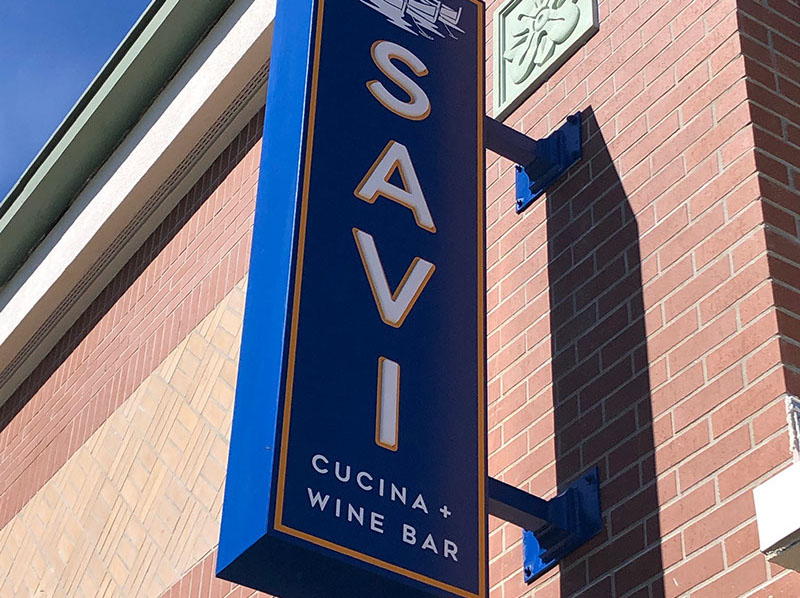 SAVI
CUCINA +
WINE BAR